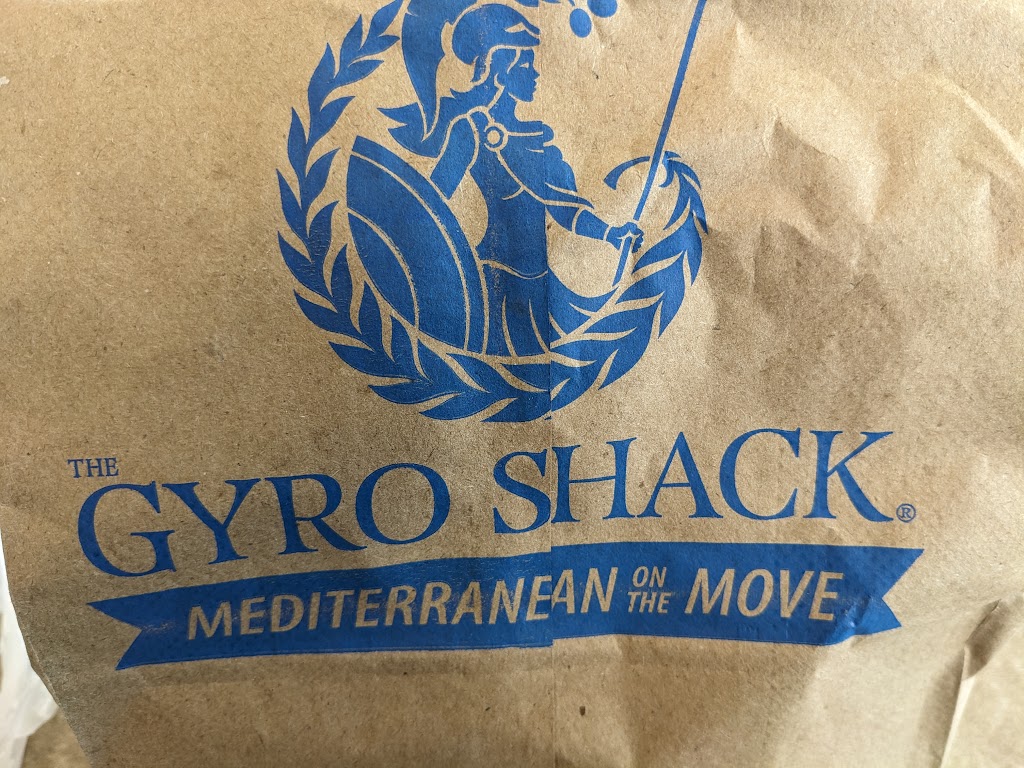 THE
GYRO SHACK®
MEDITERRANEAN ON THE MOVE